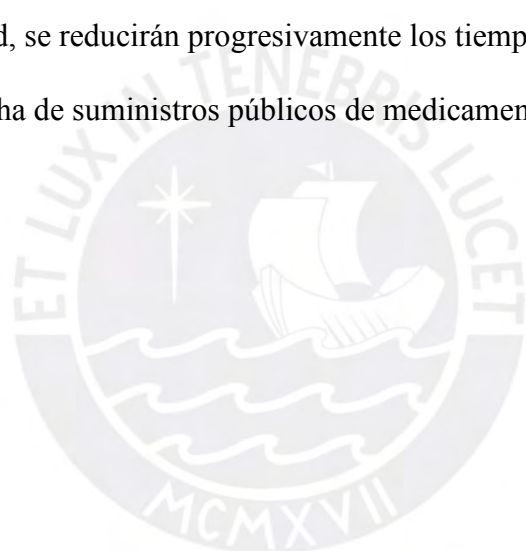 d, se reducirán progresivamente los tiemp
ha de suministros públicos de medicamen
ET LUX IN TENEBRIS LUCET
MCMXVII